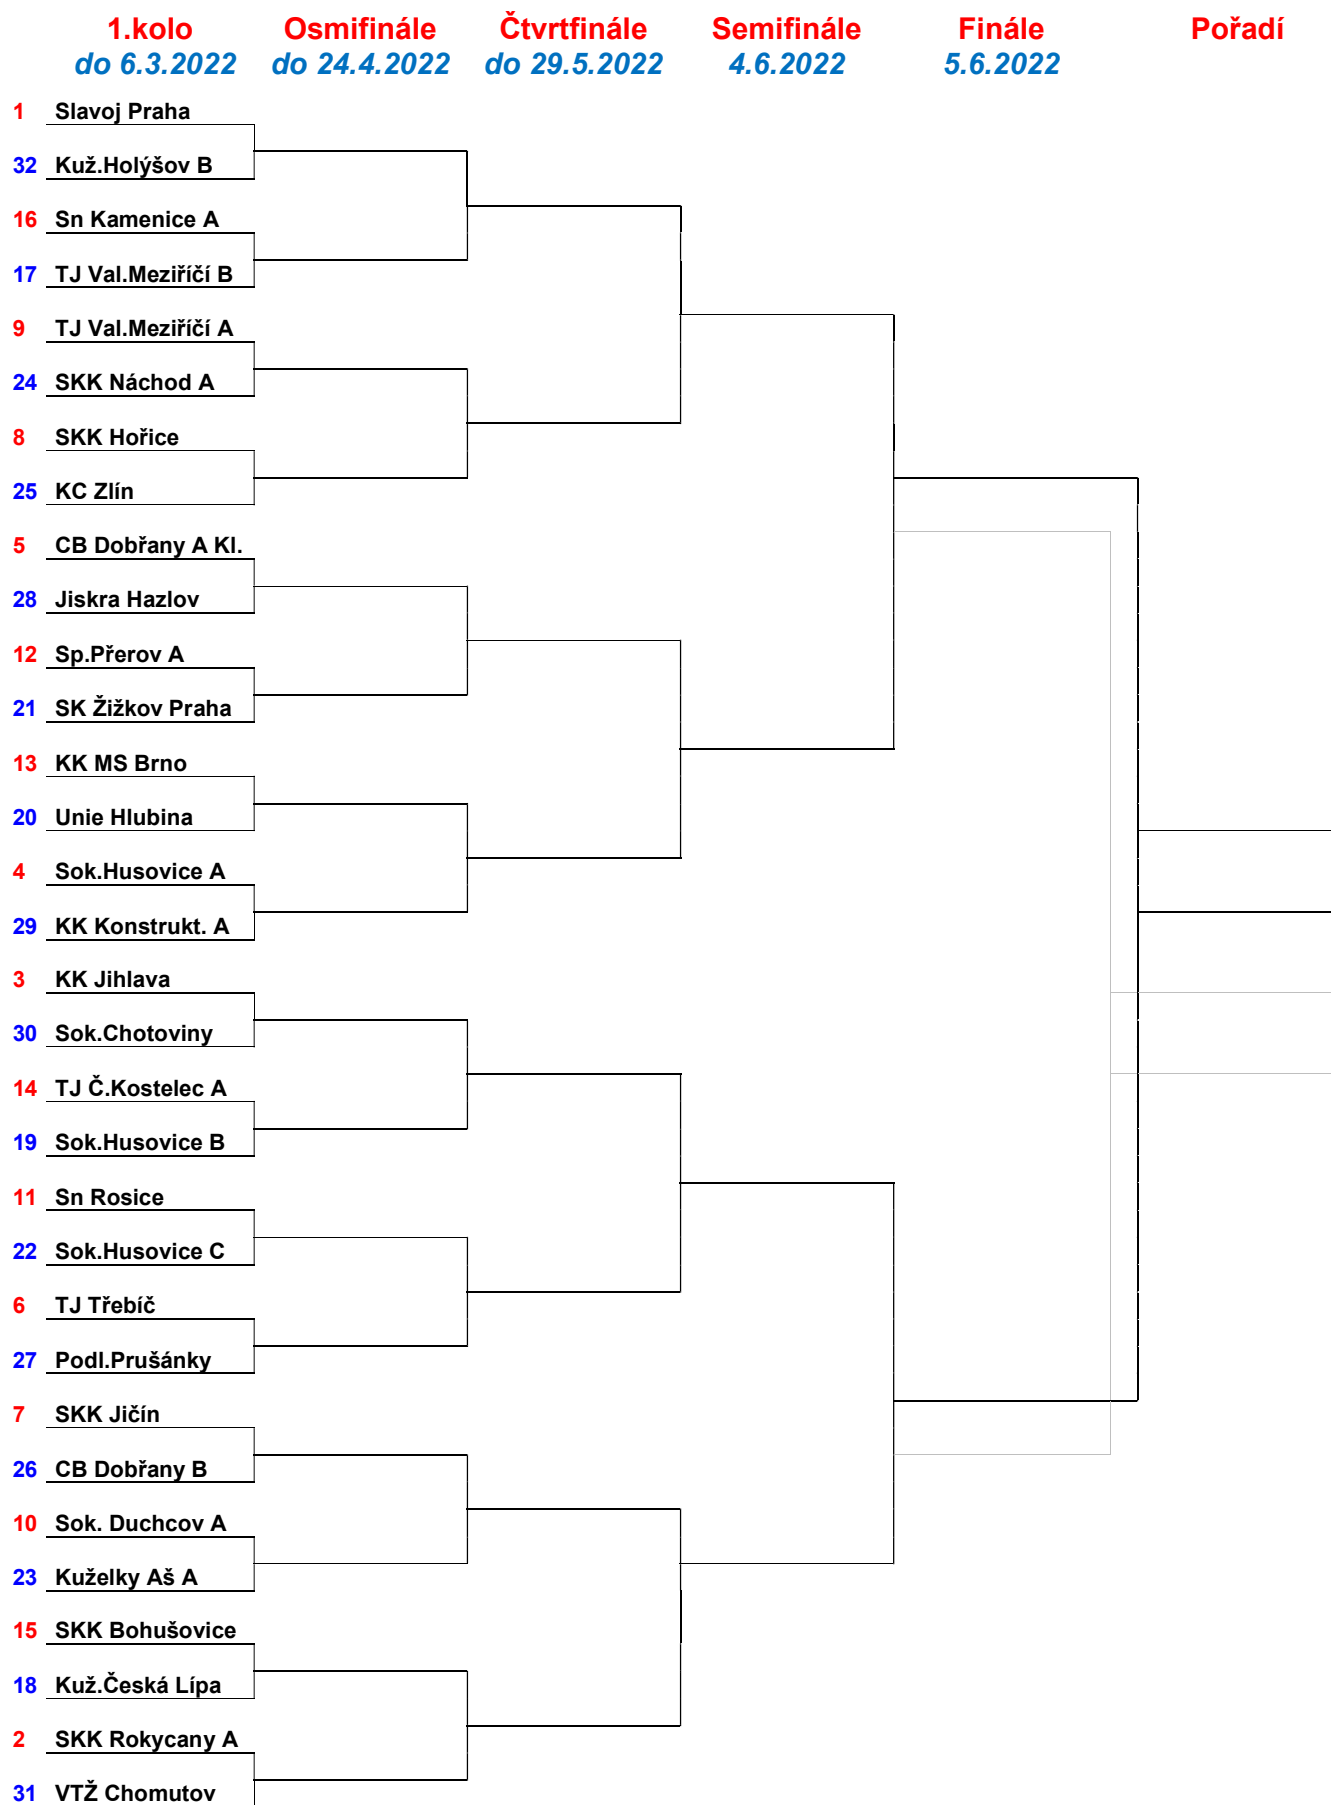 1.kolo Osmifinále Čtvrtfinále Semifinále Finále Pořadí
do 6.3.2022 do 24.4.2022 do 29.5.2022 4.6.2022 5.6.2022
1 Slavoj Praha
32 Kuž.Holýšov B
16 Sn Kamenice A
17 TJ Val.Meziříčí B
9 TJ Val.Meziříčí A
24 SKK Náchod A
8 SKK Hořice
25 KC Zlín
5 CB Dobřany A Kl.
28 Jiskra Hazlov
12 Sp.Přerov A
21 SK Žižkov Praha
13 KK MS Brno
20 Unie Hlubina
4 Sok.Husovice A
29 KK Konstrukt. A
3 KK Jihlava
30 Sok.Chotoviny
14 TJ Č.Kostelec A
19 Sok.Husovice B
11 Sn Rosice
22 Sok.Husovice C
6 TJ Třebíč
27 Podl.Prušánky
7 SKK Jičín
26 CB Dobřany B
10 Sok. Duchcov A
23 Kuželky Aš A
15 SKK Bohušovice
18 Kuž.Česká Lípa
2 SKK Rokycany A
31 VTŽ Chomutov